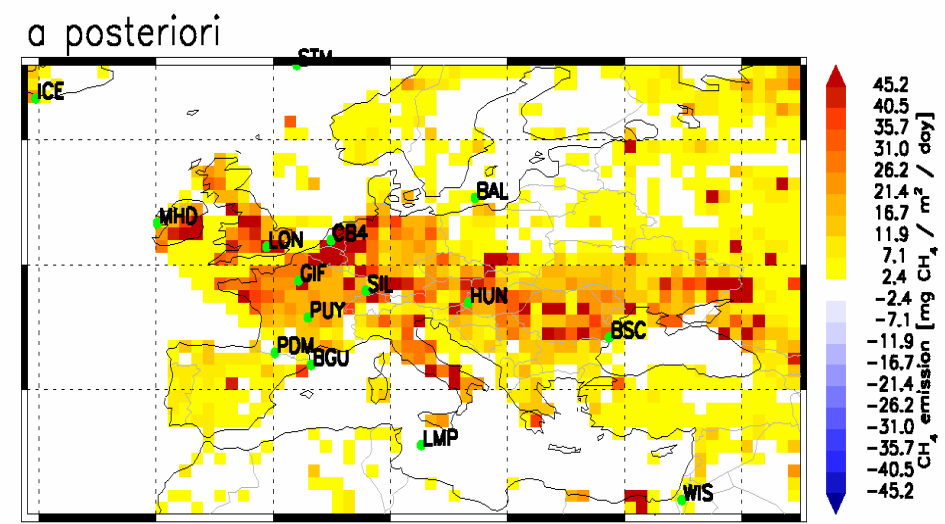 a posteriori
STM
ICE
BAL
MHD
CB4
LON
GIF
SIL
HUN
PUY
BSC
PDM
BGU
LMP
WIS
45.2
40.5
35.7
31.0
26.2
21.4
16.7
11.9
7.1
2.4
-2.4
-7.1
-11.9
-16.7
-21.4
-26.2
-31.0
-35.7
-40.5
-45.2
CH₄ emission [mg CH₄ / m² / day]